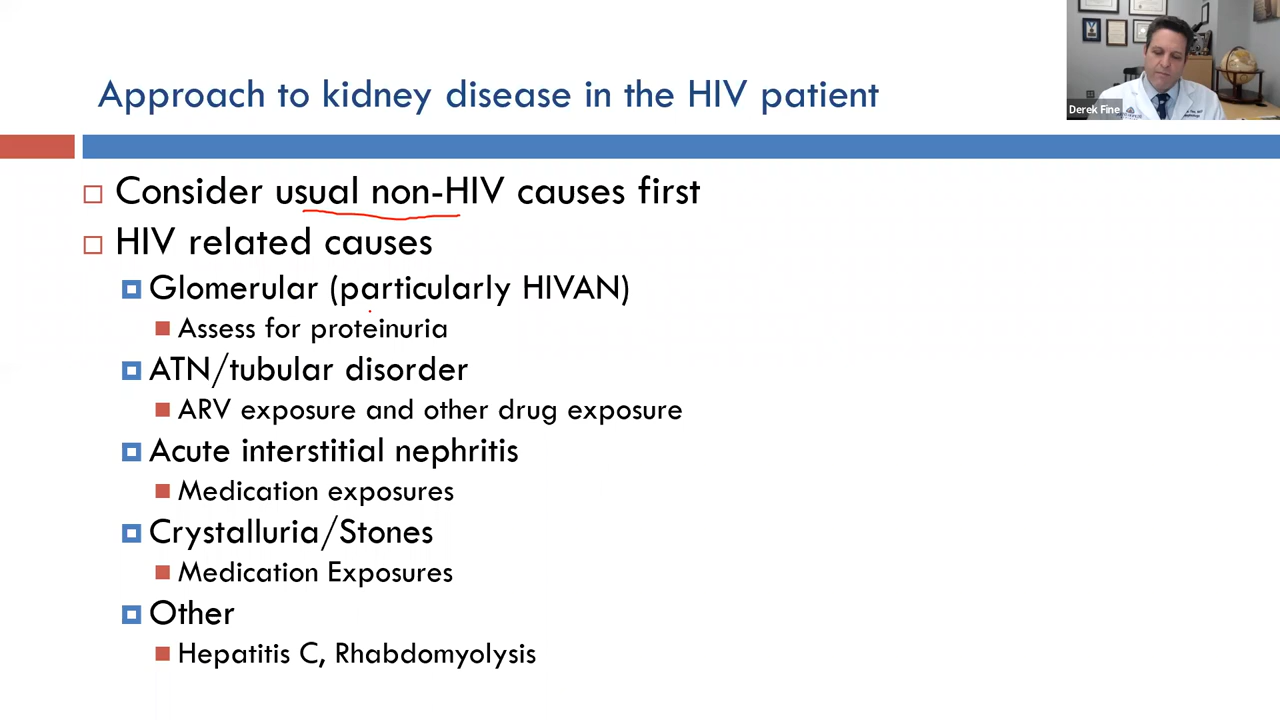 Approach to kidney disease in the HIV patient
Derek Fine
Consider usual non-HIV causes first
HIV related causes
Glomerular (particularly HIVAN)
Assess for proteinuria
ATN/tubular disorder
ARV exposure and other drug exposure
Acute interstitial nephritis
Medication exposures
Crystalluria/Stones
Medication Exposures
Other
Hepatitis C, Rhabdomyolysis